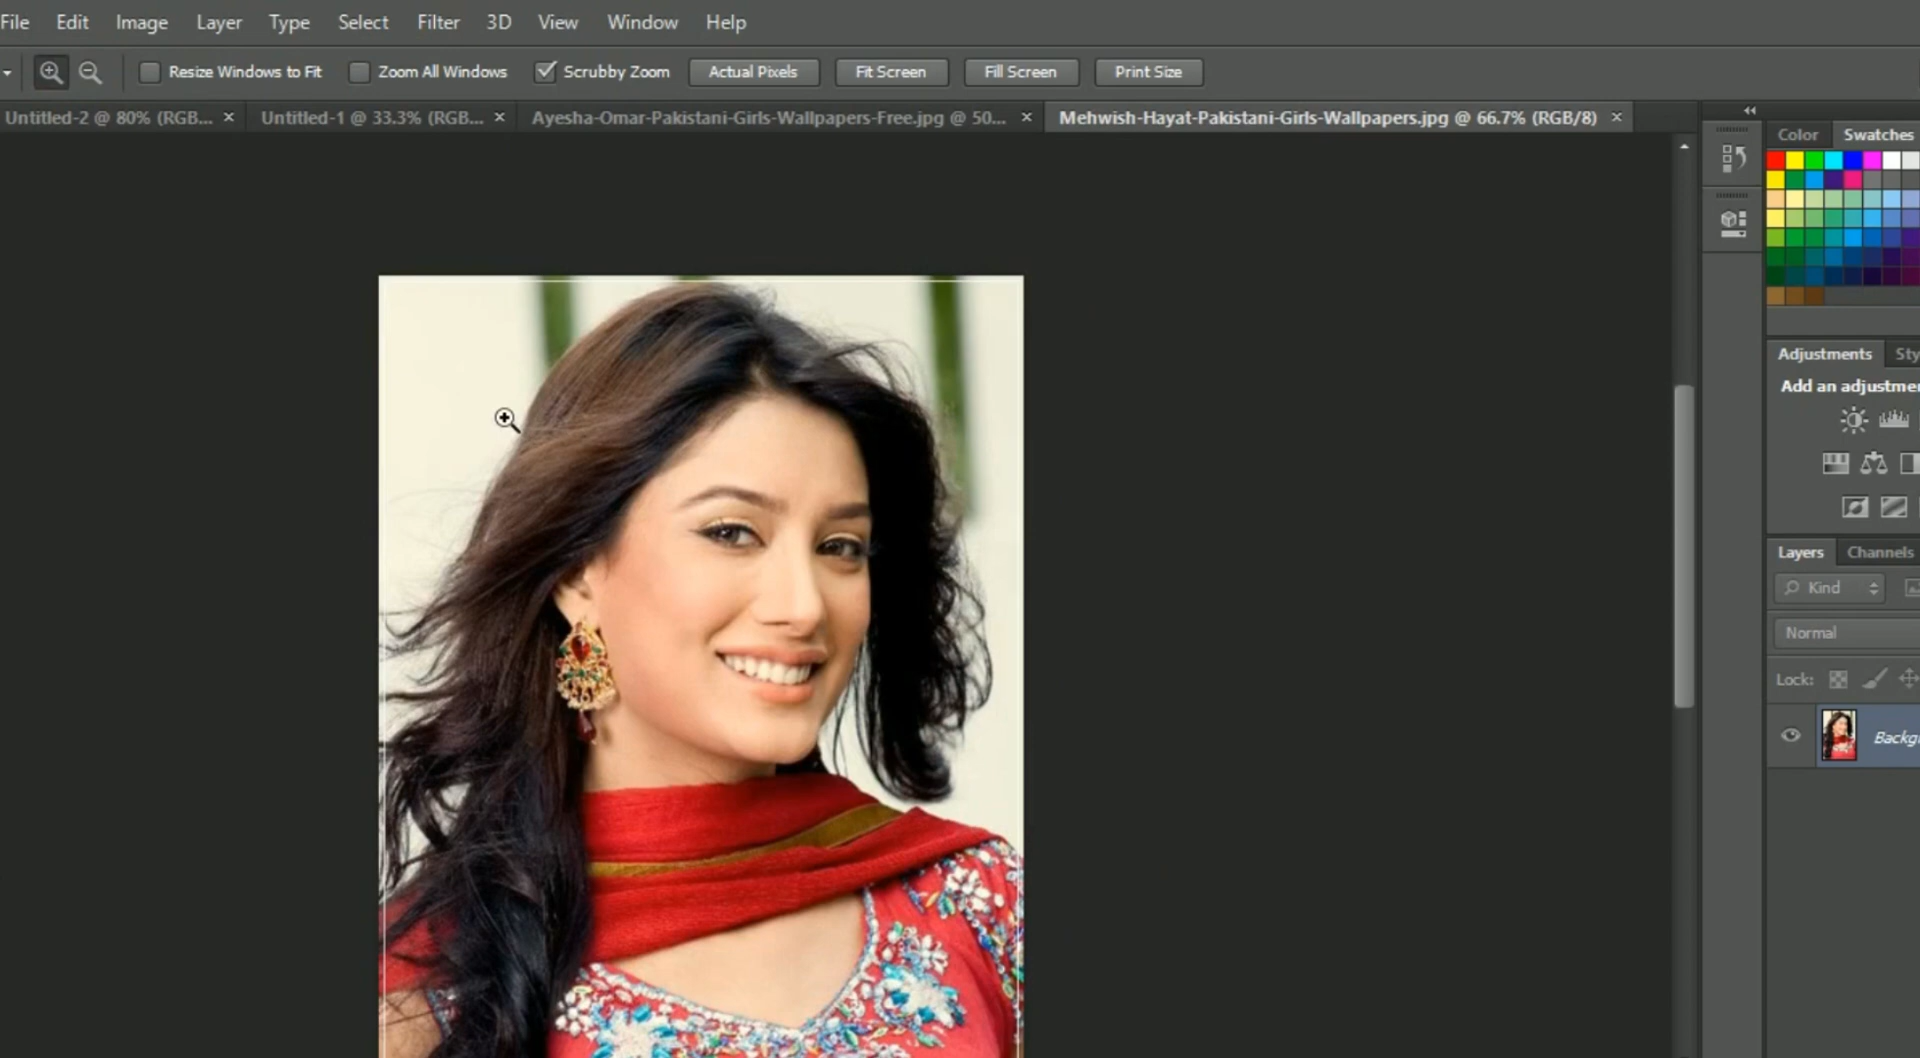 File Edit Image Layer Type Select Filter 3D View Window Help
Resize Windows to Fit Zoom All Windows Scrubby Zoom Actual Pixels Fit Screen Fill Screen Print Size
Untitled-2 @ 80% (RGB... × Untitled-1 @ 33.3% (RGB... × Ayesha-Omar-Pakistani-Girls-Wallpapers-Free.jpg @ 50... × Mehwish-Hayat-Pakistani-Girls-Wallpapers.jpg @ 66.7% (RGB/8) ×
Color Swatches
Adjustments Sty
Add an adjustme
Layers Channels
Kind
Normal
Lock:
Backg